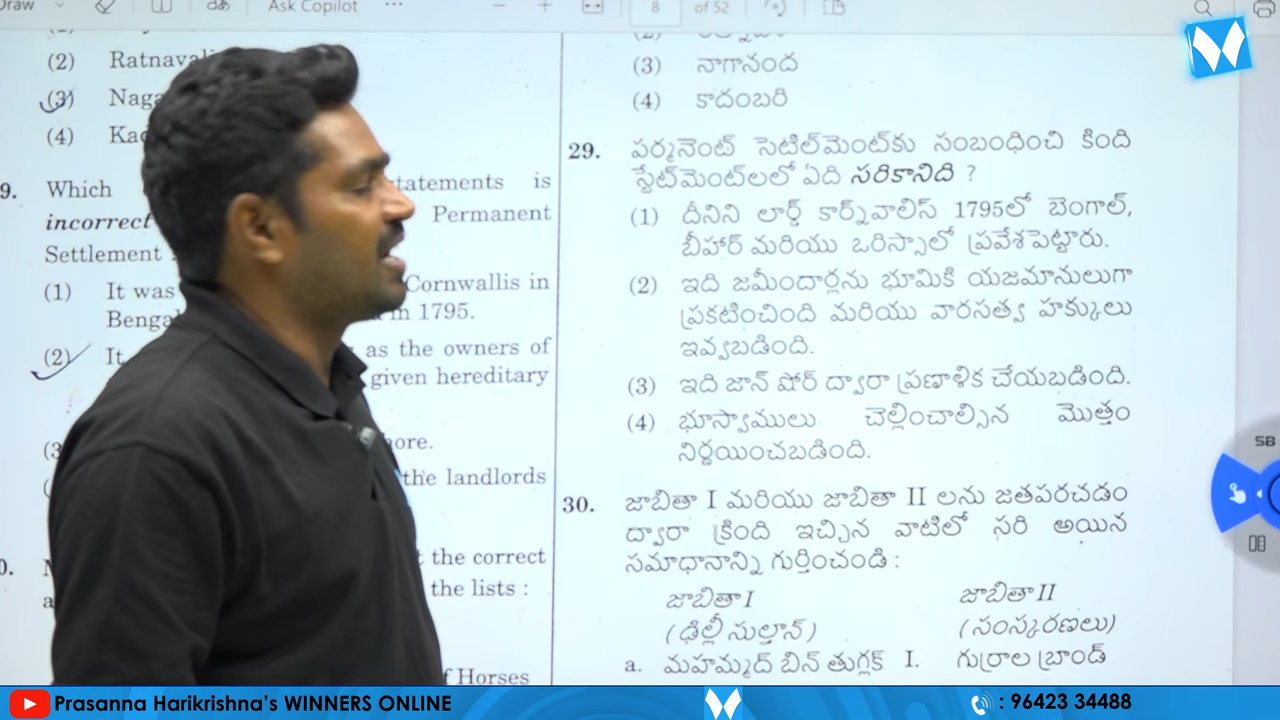 Draw
Ask Copilot
...
8 of 52
(2) Ratnaval
(3) Naga
(4) Kad
9. Which tatements is
incorrect Permanent
Settlement
(1) It was Cornwallis in
Benga in 1795.
(2) It as the owners of
given hereditary
(3 hore.
the landlords
0. t the correct
a the lists :
f Horses
(3) నాగానంద
(4) కాదంబరి
29. పర్మనెంట్ సెటిల్‌మెంట్‌కు సంబంధించి కింది
స్టేట్‌మెంట్‌లలో ఏది సరికానిది ?
(1) దీనిని లార్డ్ కార్న్‌వాలిస్ 1795లో బెంగాల్,
బీహార్ మరియు ఒరిస్సాలో ప్రవేశపెట్టారు.
(2) ఇది జమీందార్లను భూమికి యజమానులుగా
ప్రకటించింది మరియు వారసత్వ హక్కులు
ఇవ్వబడింది.
(3) ఇది జాన్ షోర్ ద్వారా ప్రణాళిక చేయబడింది.
(4) భూస్వాములు చెల్లించాల్సిన మొత్తం
నిర్ణయించబడింది.
30. జాబితా I మరియు జాబితా II లను జతపరచడం
ద్వారా క్రింది ఇచ్చిన వాటిలో సరి అయిన
సమాధానాన్ని గుర్తించండి :
జాబితా I జాబితా II
(ఢిల్లీ సుల్తాన్) (సంస్కరణలు)
a. మహమ్మద్ బిన్ తుగ్లక్ I. గుర్రాల బ్రాండ్
58
Prasanna Harikrishna's WINNERS ONLINE
: 96423 34488